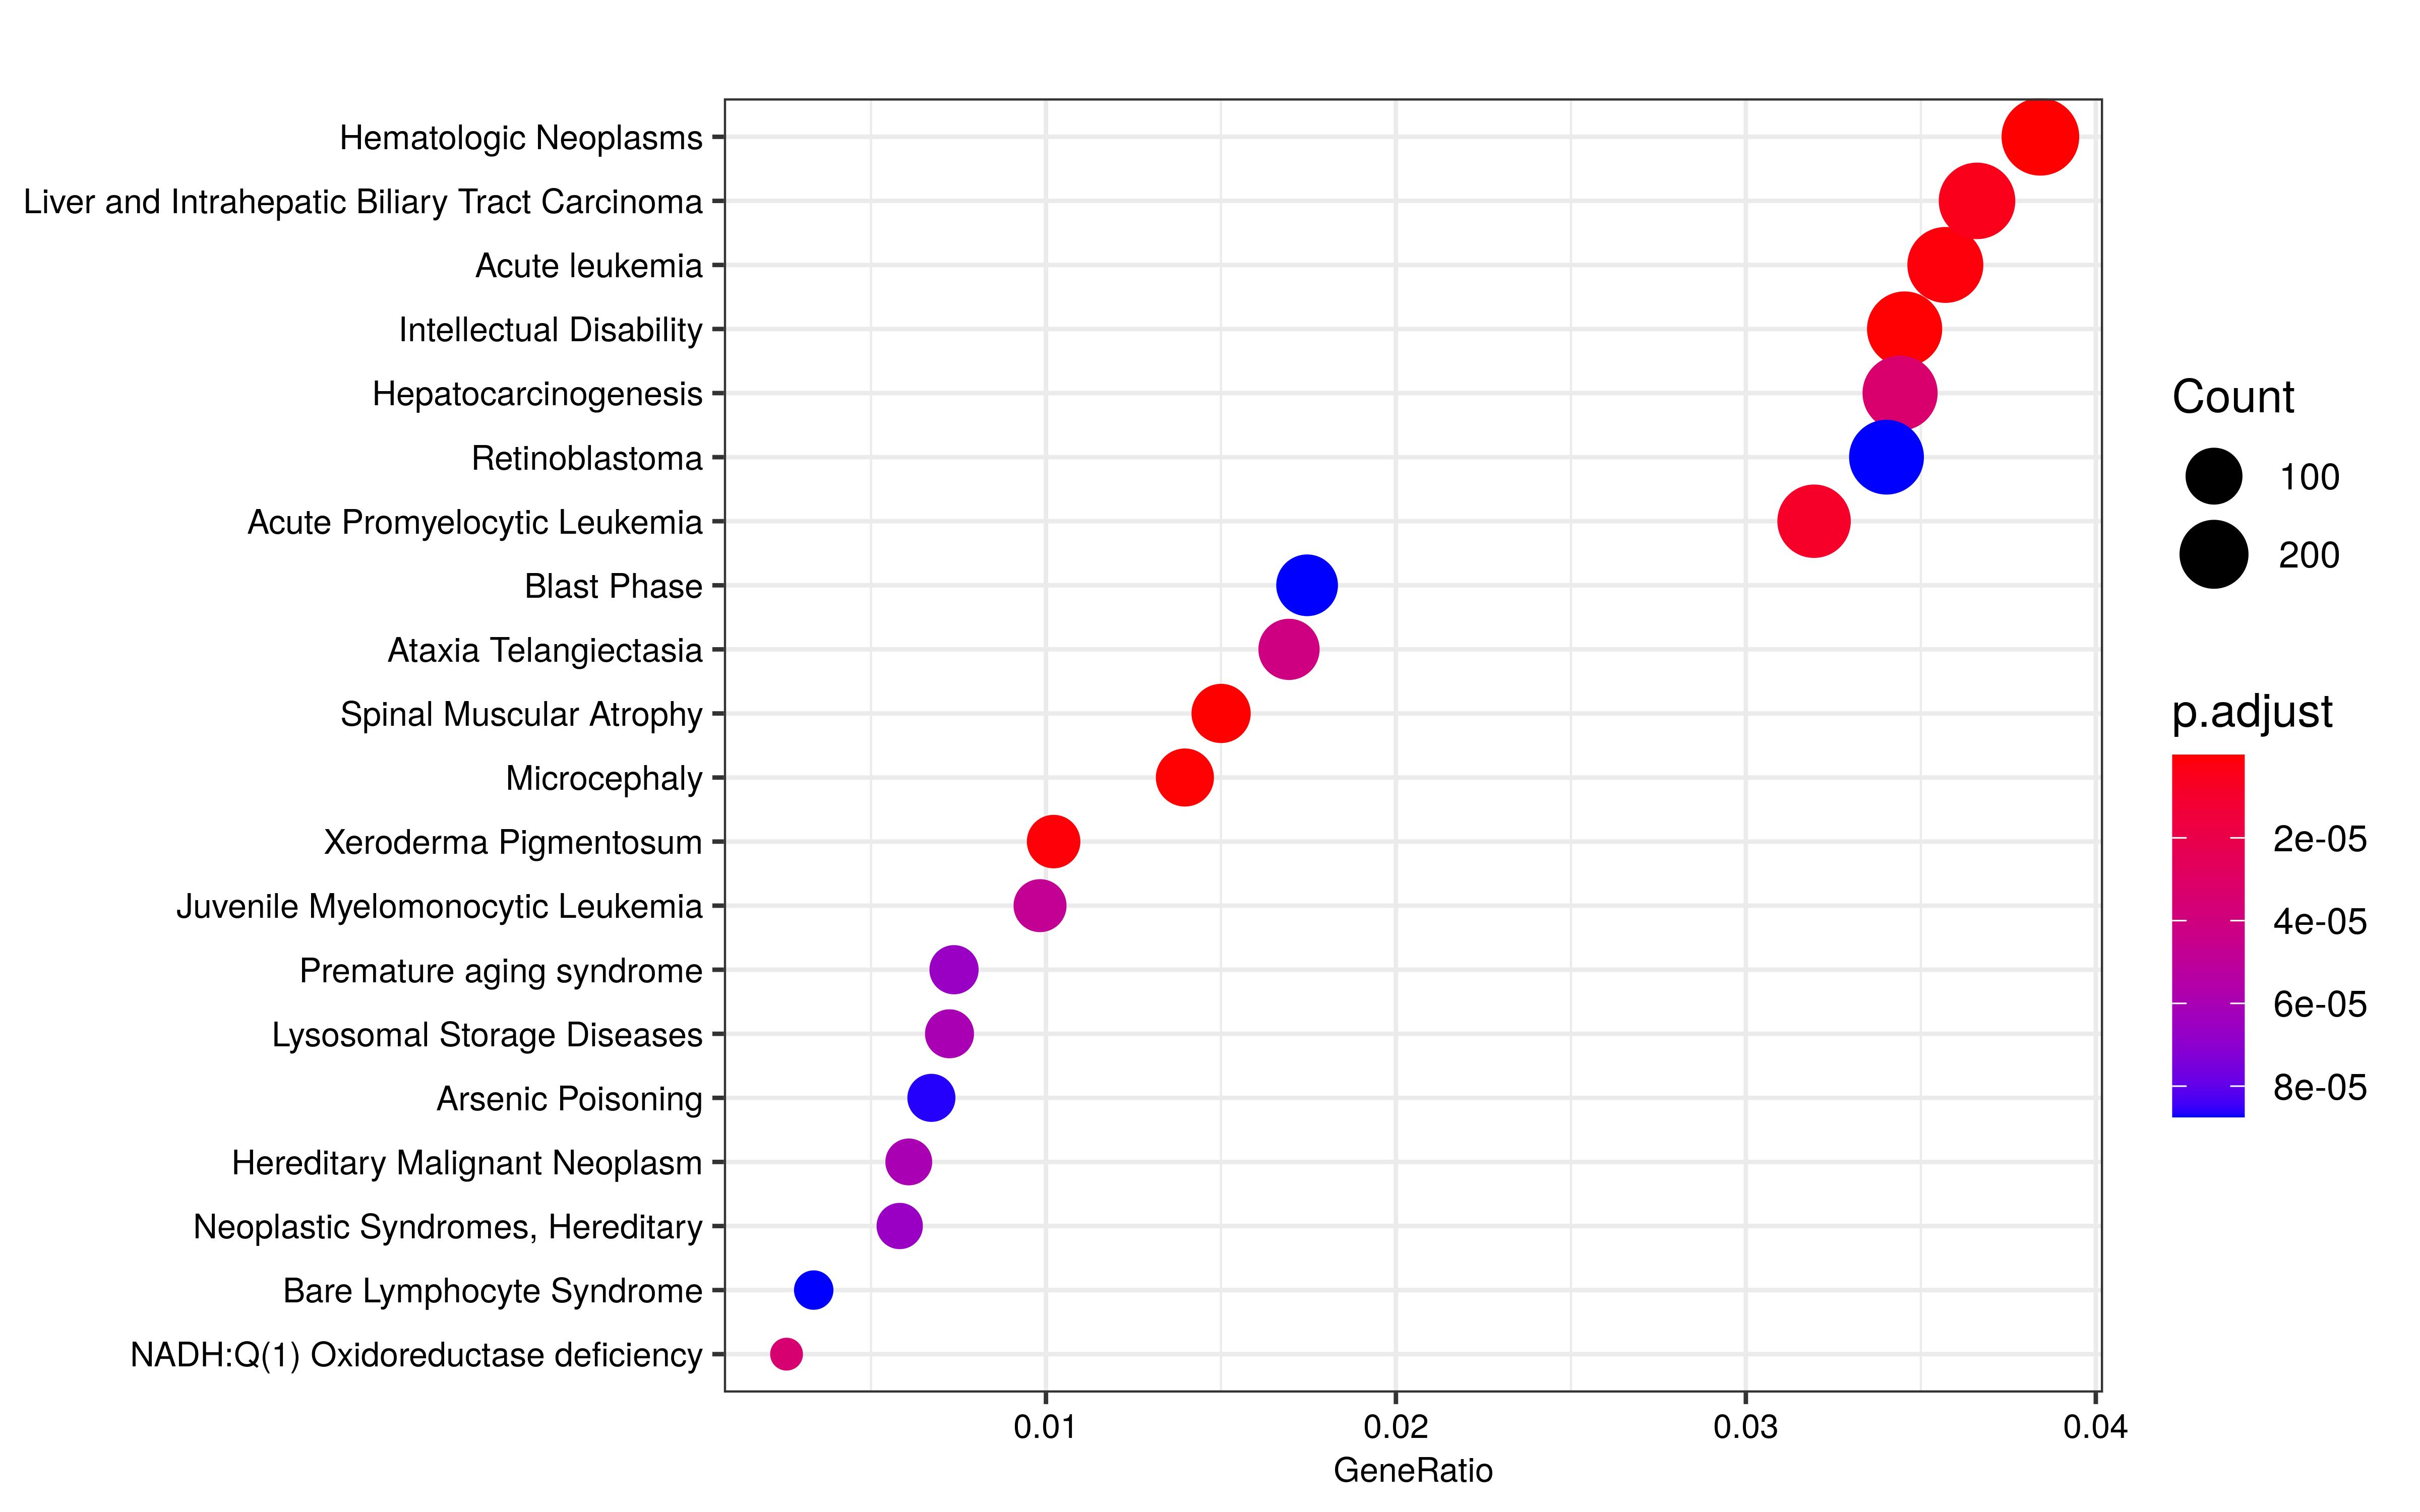 Hematologic Neoplasms
Liver and Intrahepatic Biliary Tract Carcinoma
Acute leukemia
Intellectual Disability
Hepatocarcinogenesis
Retinoblastoma
Acute Promyelocytic Leukemia
Blast Phase
Ataxia Telangiectasia
Spinal Muscular Atrophy
Microcephaly
Xeroderma Pigmentosum
Juvenile Myelomonocytic Leukemia
Premature aging syndrome
Lysosomal Storage Diseases
Arsenic Poisoning
Hereditary Malignant Neoplasm
Neoplastic Syndromes, Hereditary
Bare Lymphocyte Syndrome
NADH:Q(1) Oxidoreductase deficiency
0.01 0.02 0.03 0.04
GeneRatio
Count
100
200
p.adjust
2e-05
4e-05
6e-05
8e-05